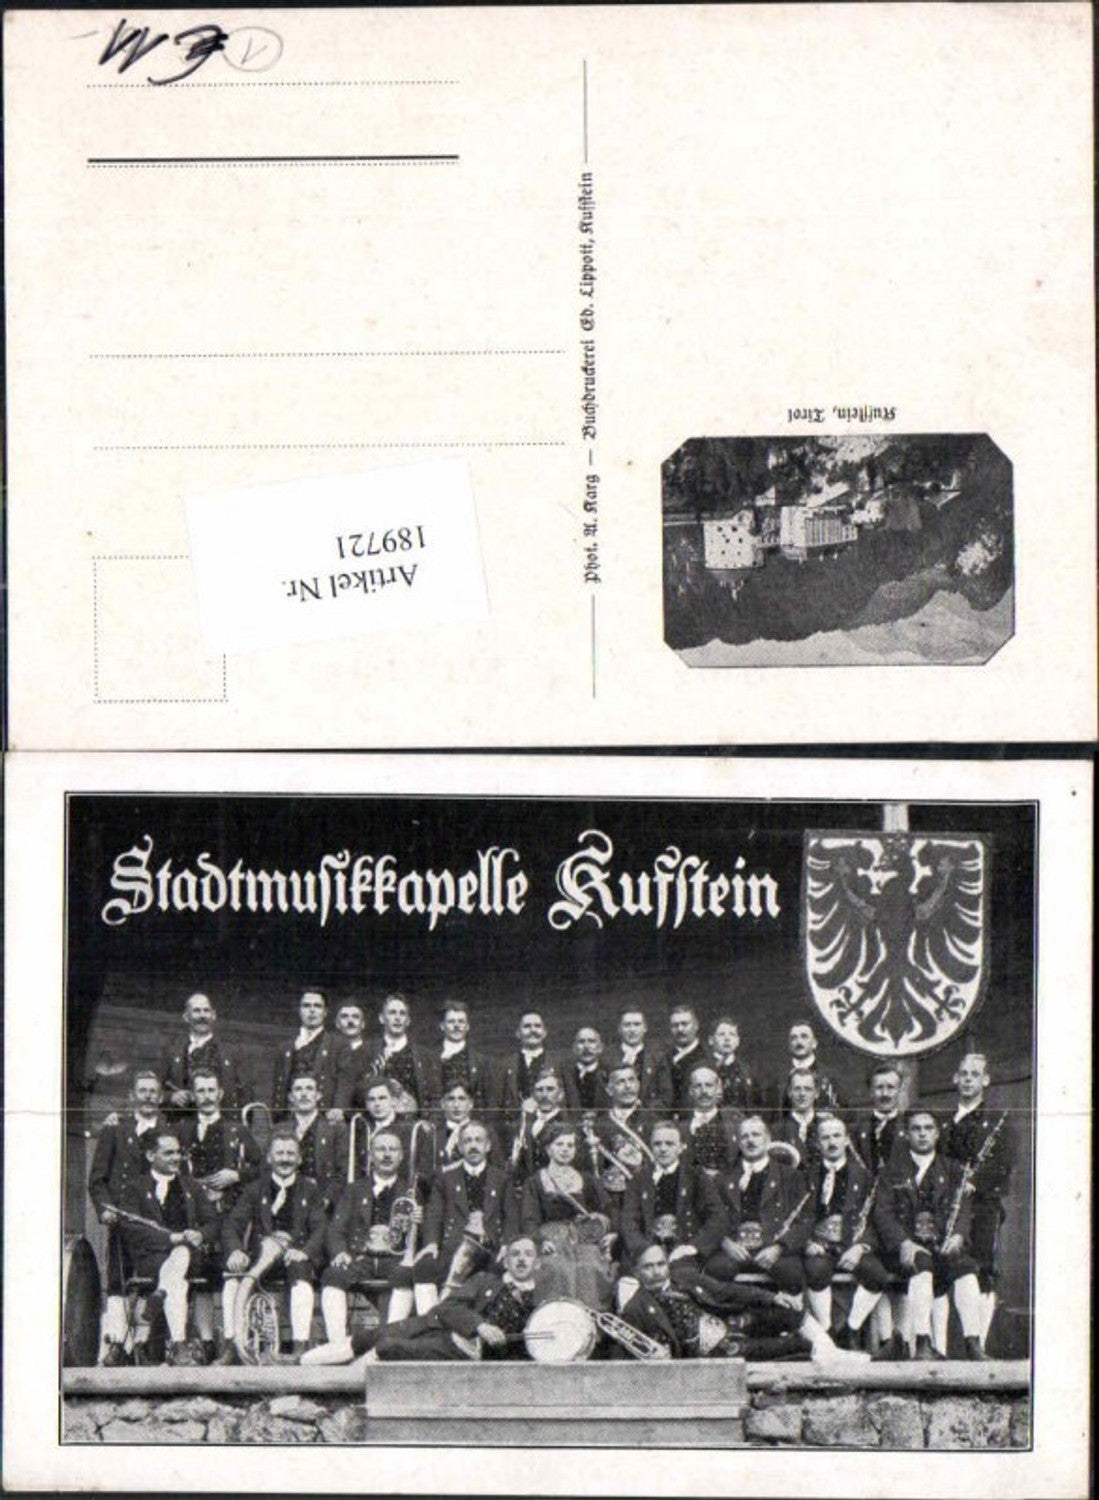 Phot. A. Karg — Buchdruckerei Ed. Lippott, Kufstein
Kufstein, Tirol
Artikel Nr.
189721
Stadtmusikkapelle Kufstein